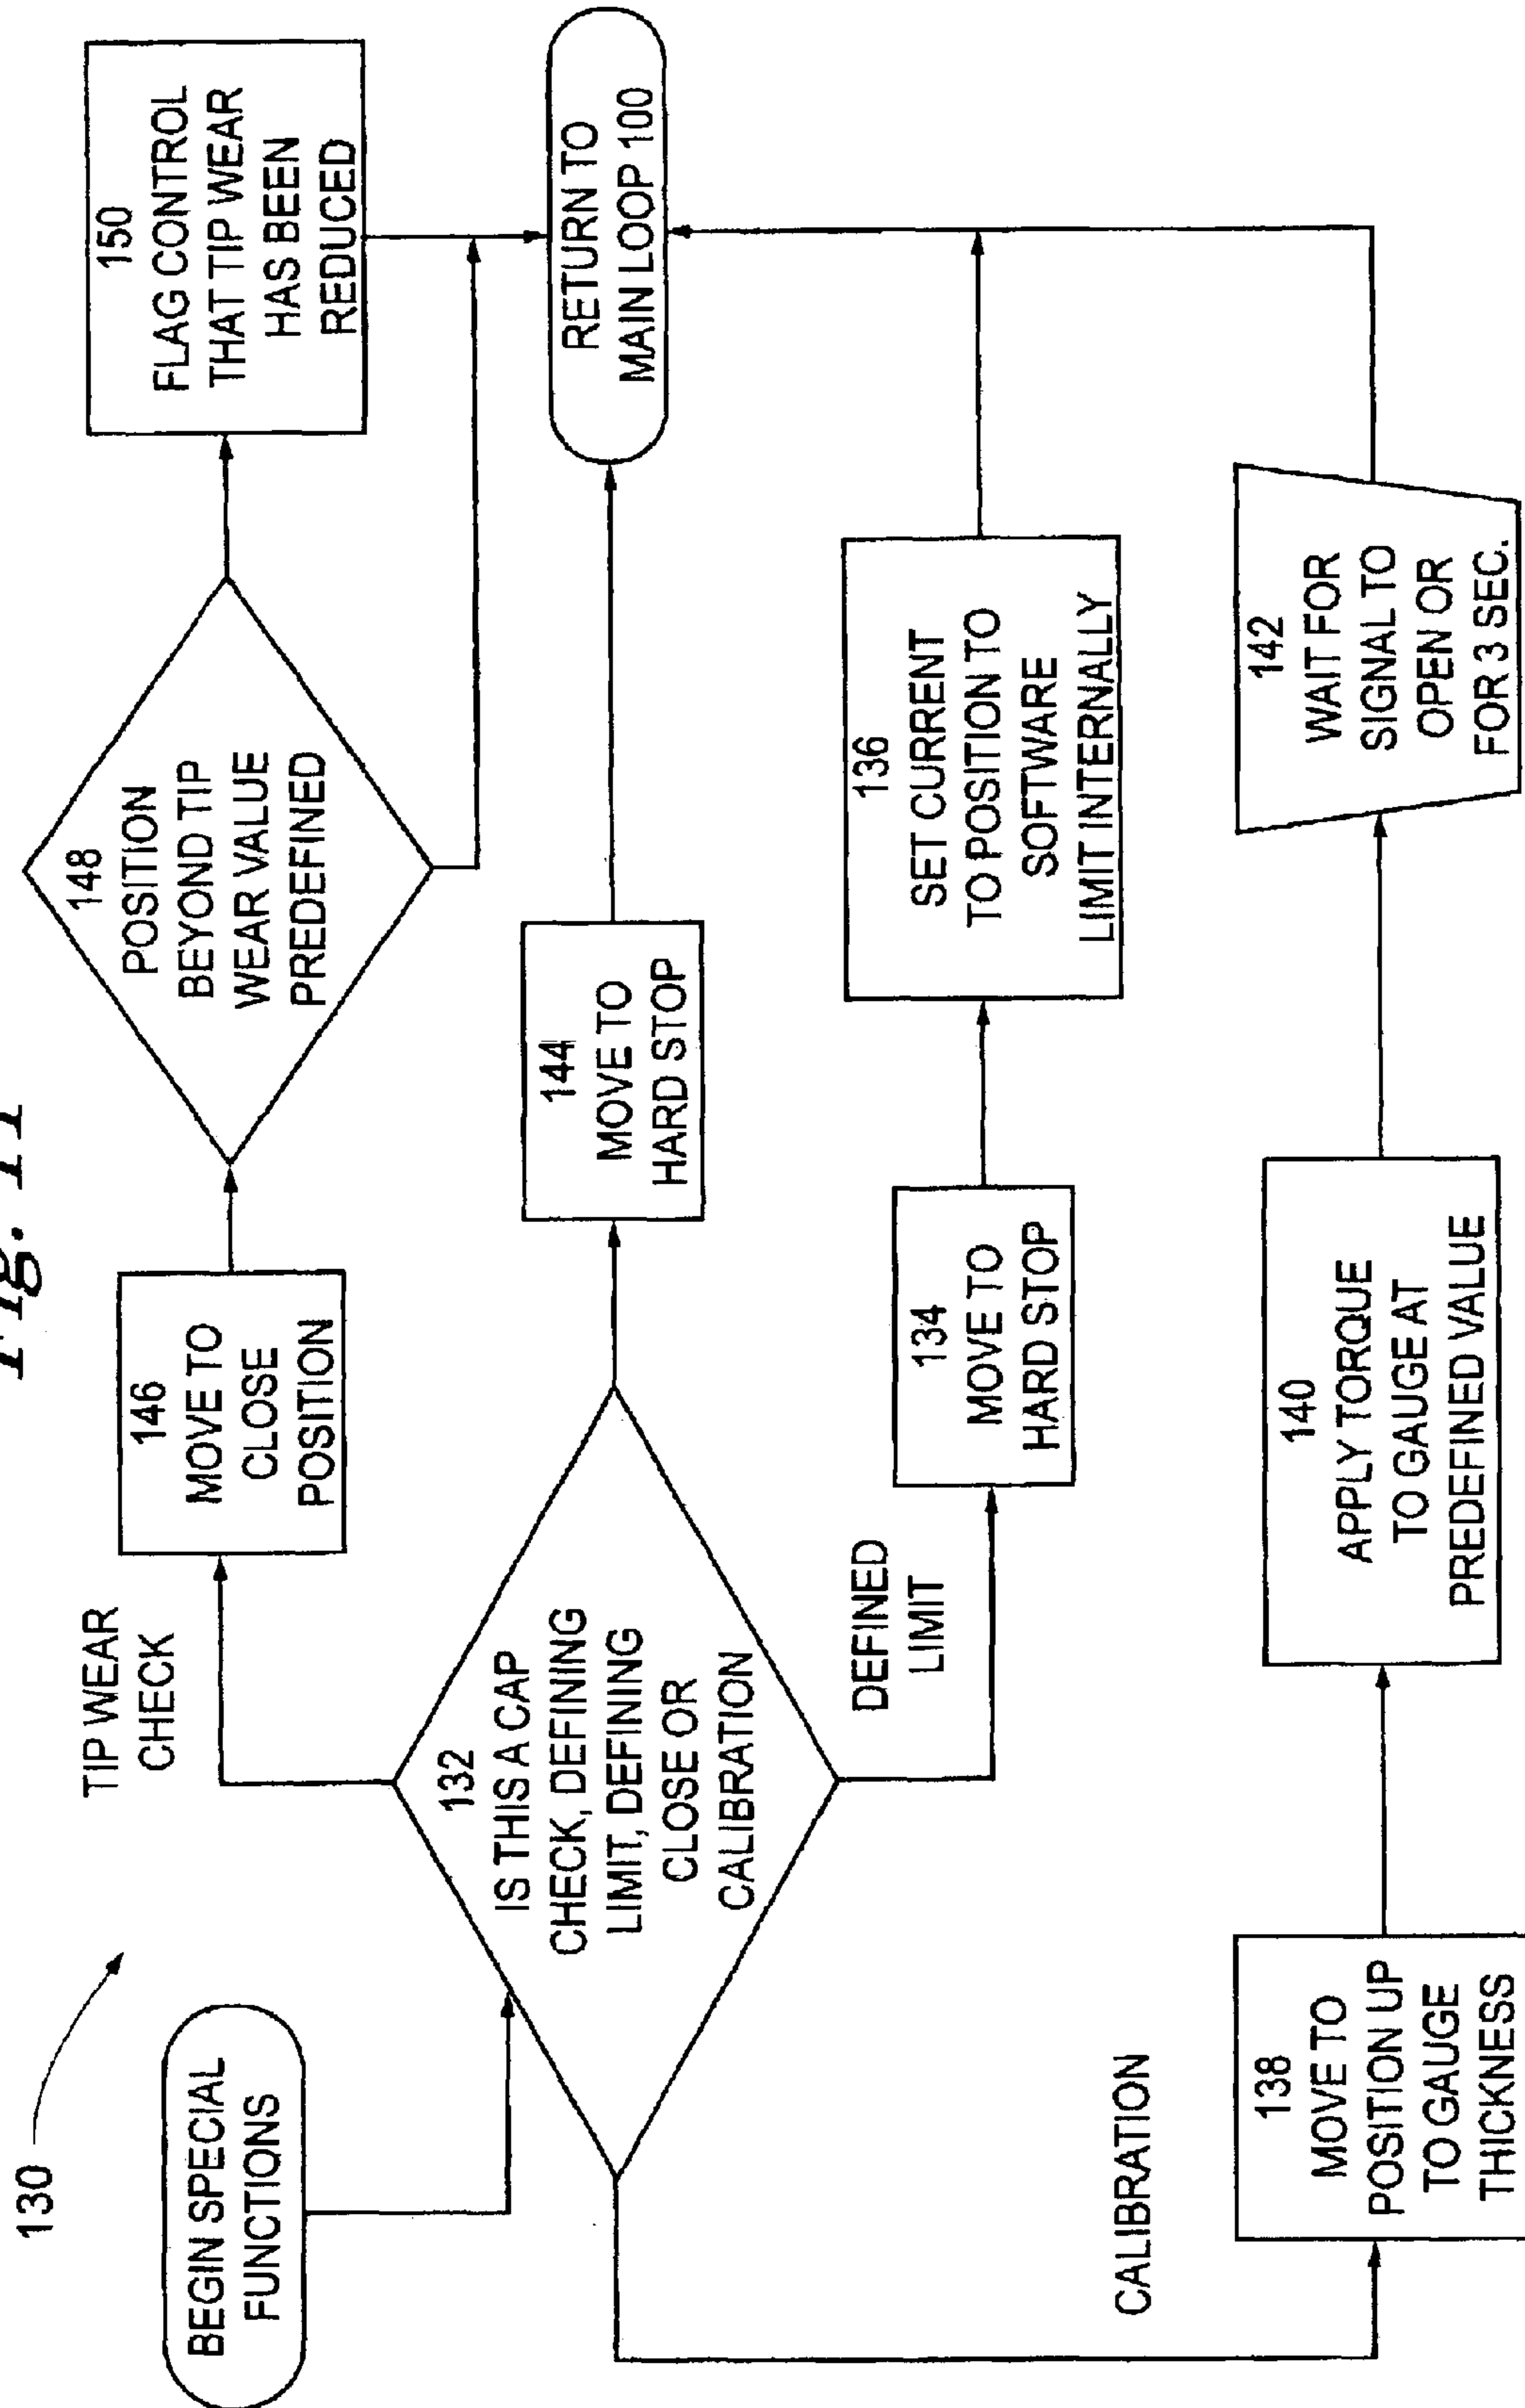 Fig. 11
130
BEGIN SPECIAL
FUNCTIONS
132
IS THIS A CAP
CHECK, DEFINING
LIMIT, DEFINING
CLOSE OR
CALIBRATION
TIP WEAR
CHECK
146
MOVE TO
CLOSE
POSITION
148
POSITION
BEYOND TIP
WEAR VALUE
PREDEFINED
150
FLAG CONTROL
THAT TIP WEAR
HAS BEEN
REDUCED
144
MOVE TO
HARD STOP
RETURN TO
MAIN LOOP 100
DEFINED
LIMIT
134
MOVE TO
HARD STOP
136
SET CURRENT
TO POSITION TO
SOFTWARE
LIMIT INTERNALLY
CALIBRATION
138
MOVE TO
POSITION UP
TO GAUGE
THICKNESS
140
APPLY TORQUE
TO GAUGE AT
PREDEFINED VALUE
142
WAIT FOR
SIGNAL TO
OPEN OR
FOR 3 SEC.